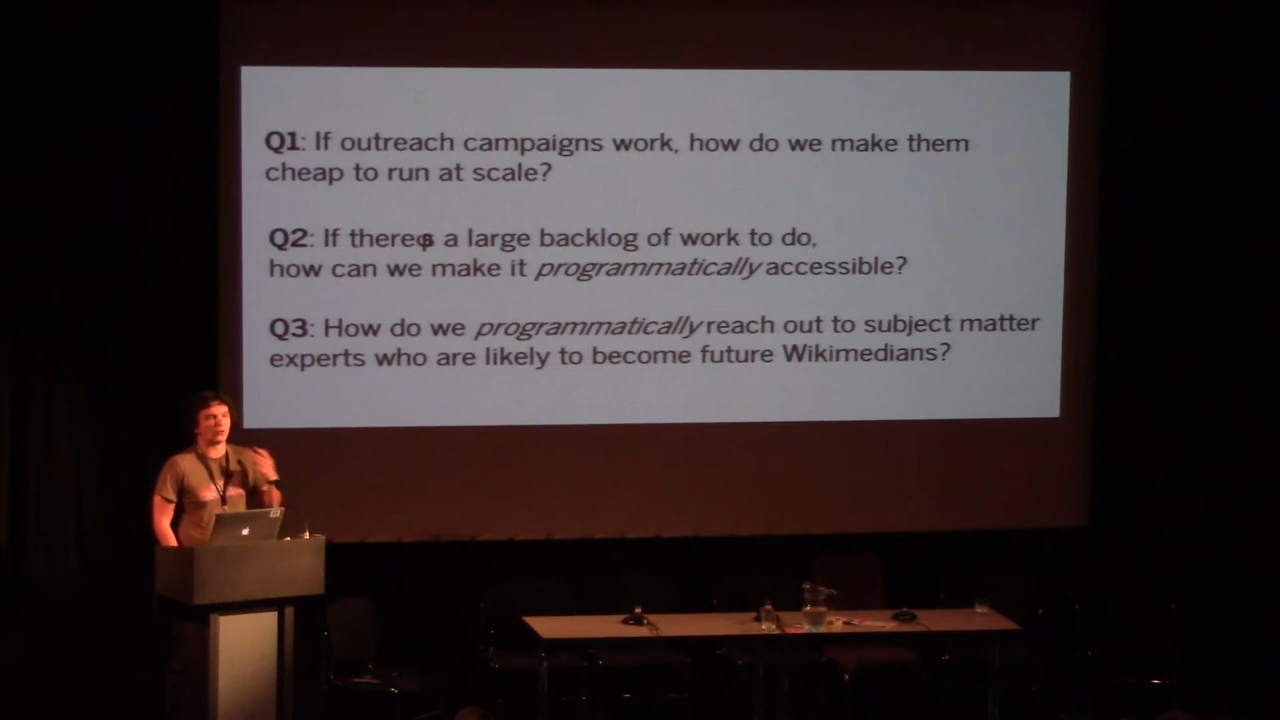 Q1: If outreach campaigns work, how do we make them
cheap to run at scale?
Q2: If there's a large backlog of work to do,
how can we make it programmatically accessible?
Q3: How do we programmatically reach out to subject matter
experts who are likely to become future Wikimedians?